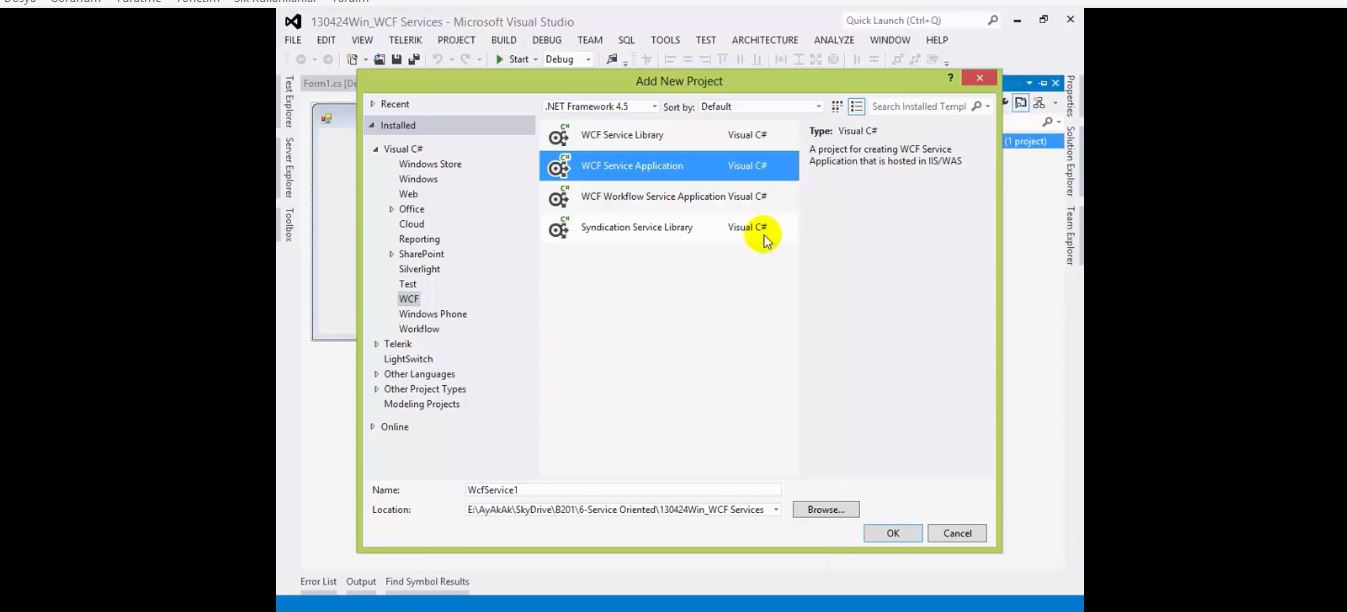 130424Win_WCF Services - Microsoft Visual Studio
Quick Launch (Ctrl+Q)
FILE EDIT VIEW TELERIK PROJECT BUILD DEBUG TEAM SQL TOOLS TEST ARCHITECTURE ANALYZE WINDOW HELP
Start Debug
Form1.cs [De
Add New Project
?
Recent
Installed
Visual C#
Windows Store
Windows
Web
Office
Cloud
Reporting
SharePoint
Silverlight
Test
WCF
Windows Phone
Workflow
Telerik
LightSwitch
Other Languages
Other Project Types
Modeling Projects
Online
.NET Framework 4.5 Sort by: Default
Search Installed Templ
WCF Service Library Visual C#
WCF Service Application Visual C#
WCF Workflow Service Application Visual C#
Syndication Service Library Visual C#
Type: Visual C#
A project for creating WCF Service
Application that is hosted in IIS/WAS
Name: WcfService1
Location: E:\AyAkAk\SkyDrive\B201\6-Service Oriented\130424Win_WCF Services
Browse...
OK Cancel
Test Explorer
Server Explorer
Toolbox
(1 project)
Properties
Solution Explorer
Team Explorer
Error List Output Find Symbol Results